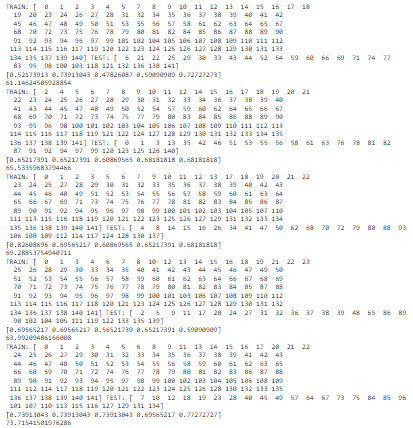 TRAIN: [ 0 1 2 3 4 5 7 8 9 10 11 12 13 14 15 16 17 18
19 20 23 24 26 27 28 31 32 34 35 36 37 38 39 40 41 42
45 46 47 48 49 50 51 53 55 56 57 58 61 62 63 64 65 67
68 70 72 73 75 76 78 79 80 81 82 84 85 86 87 88 89 90
91 92 93 94 96 97 99 101 102 104 105 106 107 108 109 110 111 112
113 114 115 116 117 119 120 122 123 124 125 126 127 128 129 130 131 133
134 135 137 139 140] TEST: [ 6 21 22 25 29 30 33 43 44 52 54 59 60 66 69 71 74 77
83 95 98 100 103 118 121 132 136 138 141]
[0.52173913 0.73913043 0.47826087 0.59090909 0.72727273]
61.14624505928854
TRAIN: [ 2 4 5 6 7 8 9 10 11 12 14 15 16 17 18 19 20 21
22 23 24 25 26 27 28 29 30 31 32 33 34 36 37 38 39 40
41 43 44 45 47 48 49 50 52 54 57 59 60 62 64 65 66 67
68 69 70 71 72 73 74 75 77 79 80 83 84 85 86 88 89 90
93 95 96 98 100 101 102 103 104 105 106 107 108 109 110 111 112 113
114 115 116 117 118 119 121 122 124 127 128 129 130 131 132 133 134 135
136 137 138 139 141] TEST: [ 0 1 3 13 35 42 46 51 53 55 56 58 61 63 76 78 81 82
87 91 92 94 97 99 120 123 125 126 140]
[0.65217391 0.65217391 0.60869565 0.68181818 0.68181818]
65.53359683794466
TRAIN: [ 0 1 2 3 5 6 7 9 10 11 12 13 17 18 19 20 21 22
23 24 25 27 28 29 30 31 32 33 35 36 37 38 39 40 42 43
44 45 46 48 49 51 52 53 54 55 56 57 58 59 60 61 63 64
65 66 67 69 71 73 74 75 76 77 78 81 82 83 84 85 86 87
89 90 91 92 94 95 96 97 98 99 100 101 102 103 104 105 107 110
111 113 115 116 118 119 120 121 122 123 125 126 127 129 131 132 133 134
135 136 138 139 140 141] TEST: [ 4 8 14 15 16 26 34 41 47 50 62 68 70 72 79 80 88 93
106 108 109 112 114 117 124 128 130 137]
[0.82608696 0.69565217 0.60869565 0.65217391 0.68181818]
69.2885375494071
TRAIN: [ 0 1 3 4 6 7 8 10 12 13 14 15 16 18 19 21 22 23
25 26 28 29 30 33 34 35 40 41 42 43 44 45 46 47 49 50
51 52 53 54 55 56 57 58 59 60 61 62 63 64 66 67 68 69
70 71 72 73 74 75 76 77 78 79 80 81 82 83 84 85 87 88
91 92 93 94 95 96 97 98 99 100 101 103 106 107 108 109 110 112
113 114 115 116 117 118 120 121 123 124 125 126 127 128 129 130 131 132
134 136 137 138 140 141] TEST: [ 2 5 9 11 17 20 24 27 31 32 36 37 38 39 48 65 86 89
90 102 104 105 111 119 122 133 135 139]
[0.69565217 0.69565217 0.56521739 0.65217391 0.59090909]
63.99209486166008
TRAIN: [ 0 1 2 3 4 5 6 8 9 11 13 14 15 16 17 20 21 22
24 25 26 27 29 30 31 32 33 34 35 36 37 38 39 41 42 43
44 46 47 48 50 51 52 53 54 55 56 58 59 60 61 62 63 65
66 68 69 70 71 72 74 76 77 78 79 80 81 82 83 86 87 88
89 90 91 92 93 94 95 97 98 99 100 102 103 104 105 106 108 109
111 112 114 117 118 119 120 121 122 123 124 125 126 128 130 132 133 135
136 137 138 139 140 141] TEST: [ 7 10 12 18 19 23 28 40 45 49 57 64 67 73 75 84 85 96
101 107 110 113 115 116 127 129 131 134]
[0.73913043 0.73913043 0.73913043 0.69565217 0.77272727]
73.71541501976286